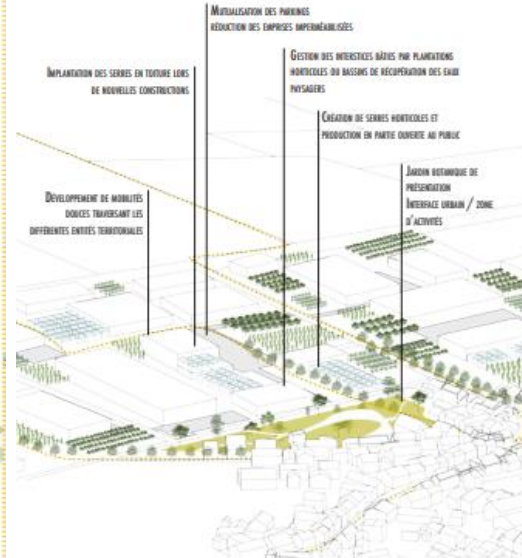 MUTUALISATION DES PARKINGS
RÉDUCTION DES EMPRISES IMPERMÉABILISÉES
GESTION DES INTERSTICES BÂTIES PAR PLANTATIONS
HORTICOLES OU BASSINS DE RÉCUPÉRATION DES EAUX
PAYSAGERS
IMPLANTATION DES SERRES EN TOITURE LORS
DE NOUVELLES CONSTRUCTIONS
CRÉATION DE SERRES HORTICOLES ET
PRODUCTION EN PARTIE OUVERTE AU PUBLIC
JARDIN BOTANIQUE DE
PRÉSENTATION
INTERFACE URBAIN / ZONE
D'ACTIVITÉS
DÉVELOPPEMENT DE MOBILITÉS
DOUCES TRAVERSANT LES
DIFFÉRENTES ENTITÉS TERRITORIALES